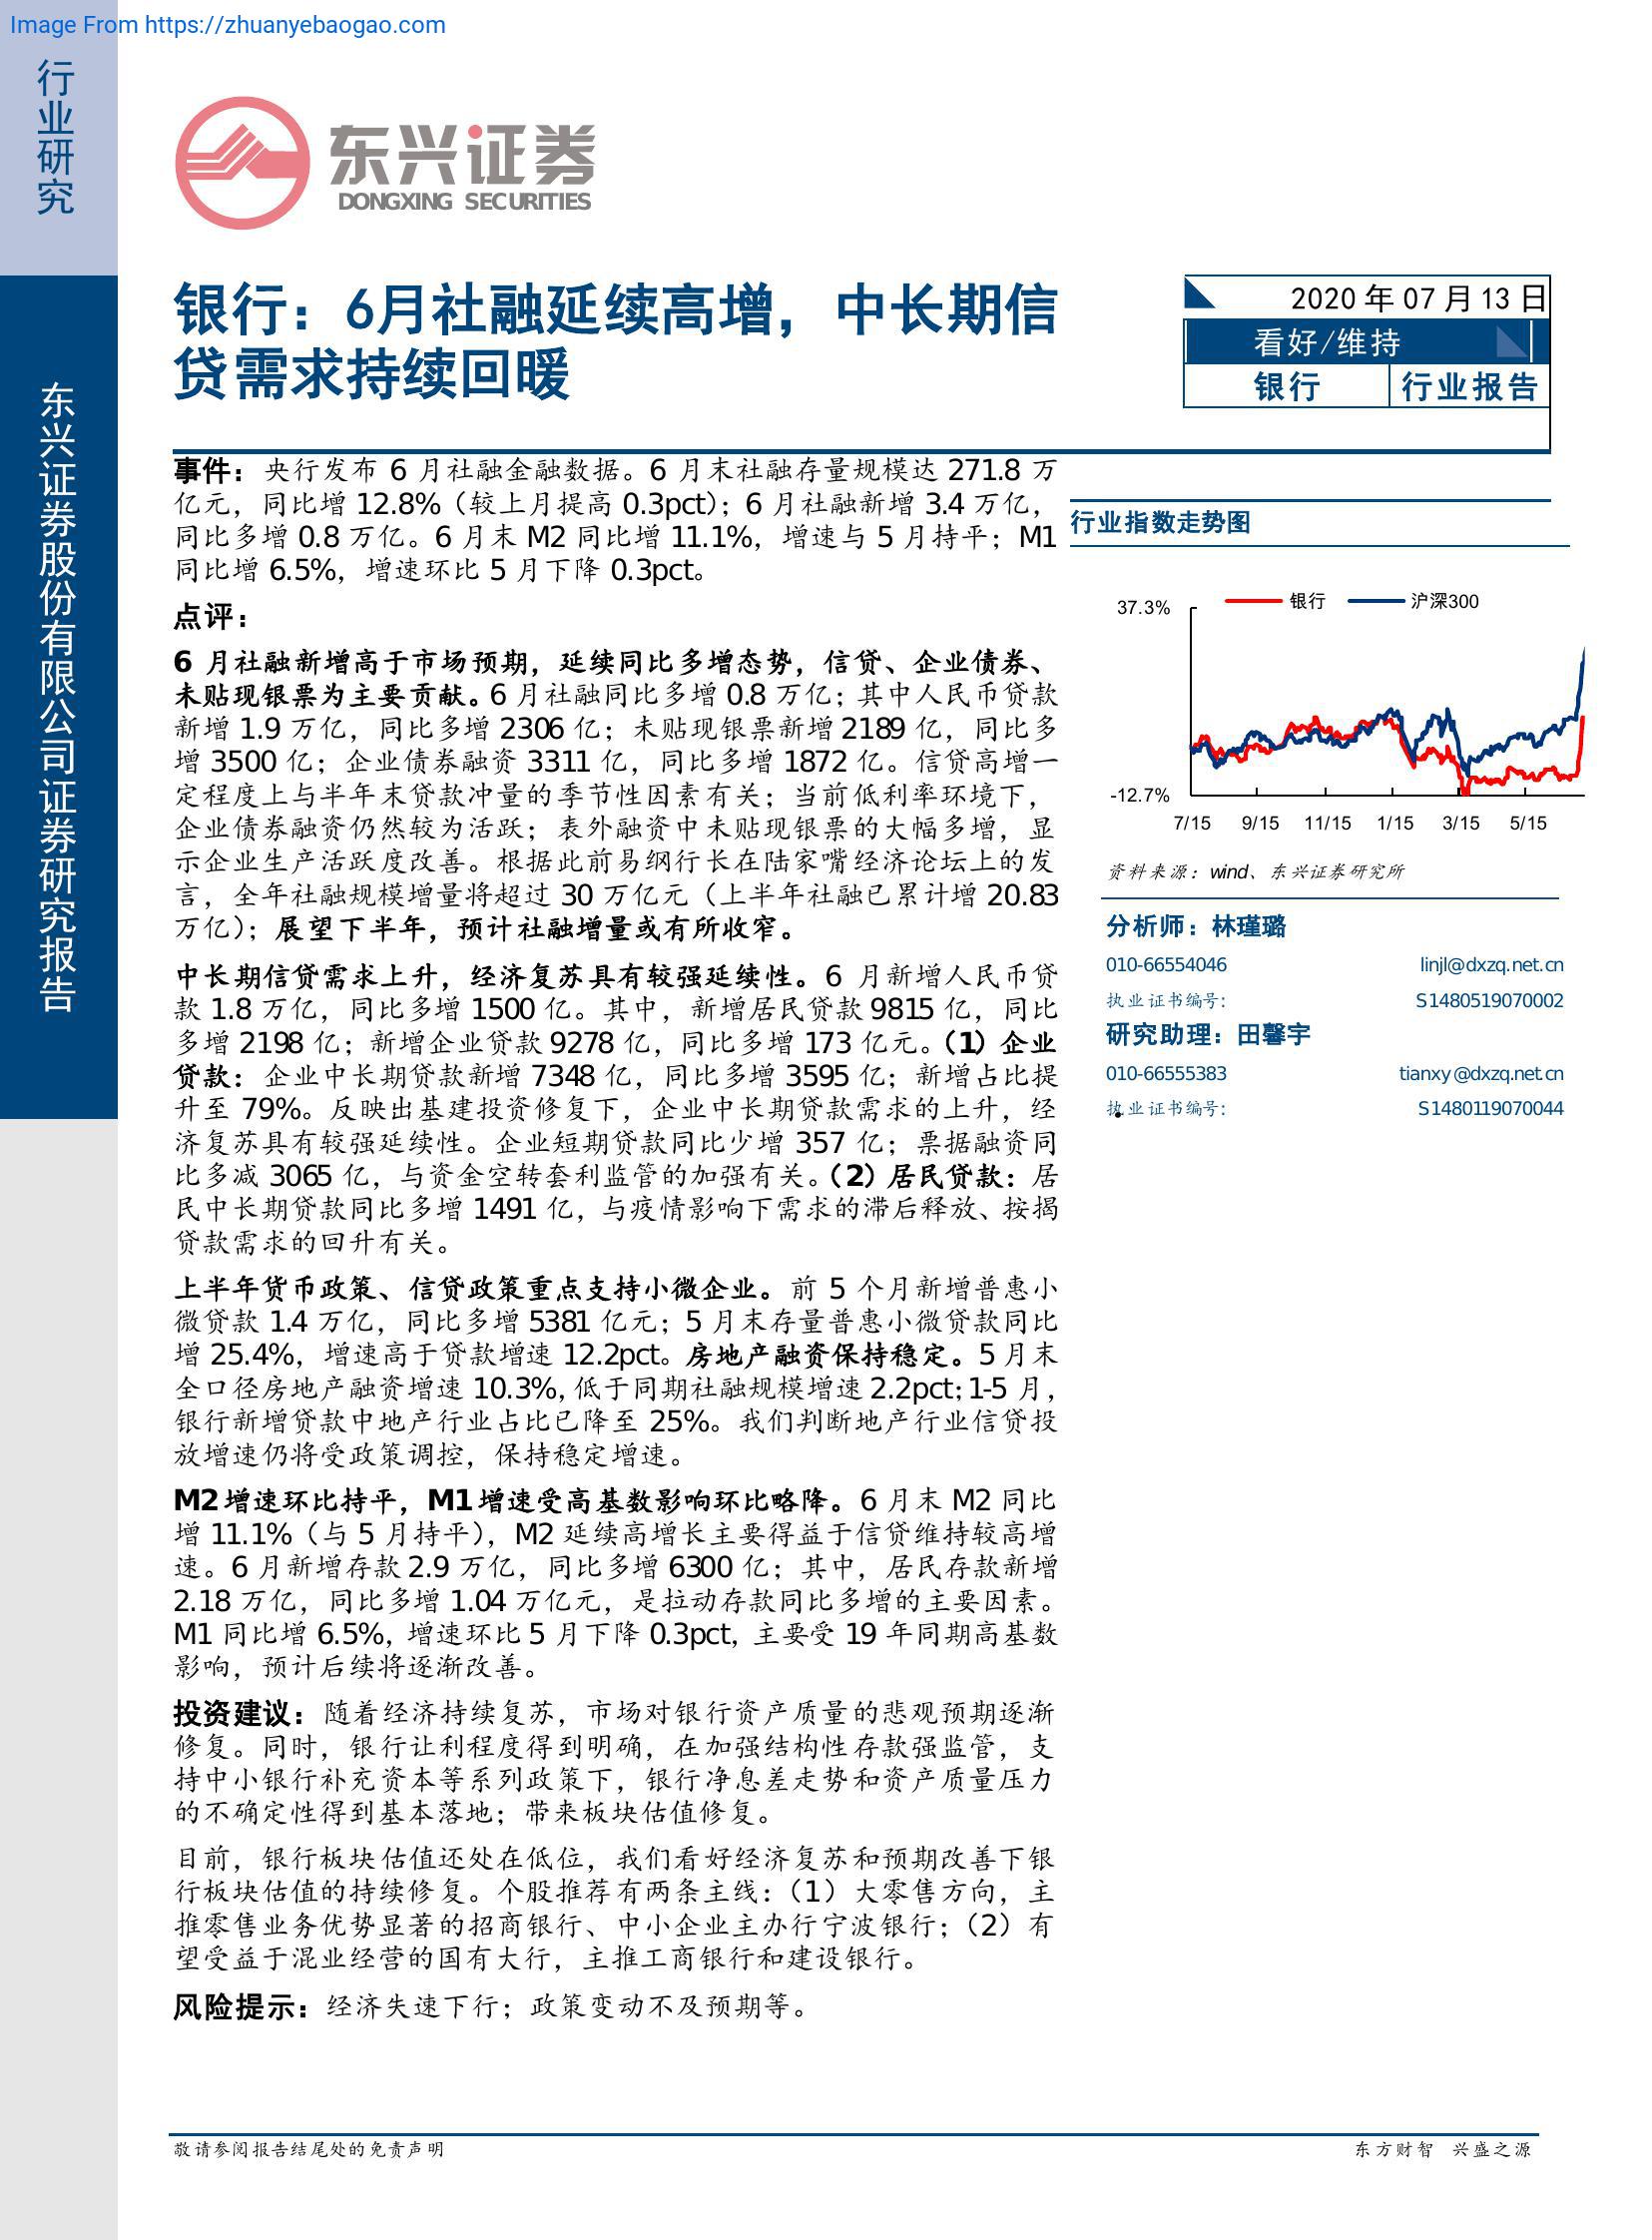 Image From https://zhuanyebaogao.com
行业研究
东兴证券股份有限公司证券研究报告
东兴证券
DONGXING SECURITIES
银行：6月社融延续高增，中长期信
贷需求持续回暖
2020 年 07 月 13 日
看好/维持
银行 行业报告
事件：央行发布 6 月社融金融数据。6 月末社融存量规模达 271.8 万
亿元，同比增 12.8%（较上月提高 0.3pct）；6 月社融新增 3.4 万亿，
同比多增 0.8 万亿。6 月末 M2 同比增 11.1%，增速与 5 月持平；M1
同比增 6.5%，增速环比 5 月下降 0.3pct。
点评：
6 月社融新增高于市场预期，延续同比多增态势，信贷、企业债券、
未贴现银票为主要贡献。6 月社融同比多增 0.8 万亿；其中人民币贷款
新增 1.9 万亿，同比多增 2306 亿；未贴现银票新增 2189 亿，同比多
增 3500 亿；企业债券融资 3311 亿，同比多增 1872 亿。信贷高增一
定程度上与半年末贷款冲量的季节性因素有关；当前低利率环境下，
企业债券融资仍然较为活跃；表外融资中未贴现银票的大幅多增，显
示企业生产活跃度改善。根据此前易纲行长在陆家嘴经济论坛上的发
言，全年社融规模增量将超过 30 万亿元（上半年社融已累计增 20.83
万亿）；展望下半年，预计社融增量或有所收窄。
中长期信贷需求上升，经济复苏具有较强延续性。6 月新增人民币贷
款 1.8 万亿，同比多增 1500 亿。其中，新增居民贷款 9815 亿，同比
多增 2198 亿；新增企业贷款 9278 亿，同比多增 173 亿元。（1）企业
贷款：企业中长期贷款新增 7348 亿，同比多增 3595 亿；新增占比提
升至 79%。反映出基建投资修复下，企业中长期贷款需求的上升，经
济复苏具有较强延续性。企业短期贷款同比少增 357 亿；票据融资同
比多减 3065 亿，与资金空转套利监管的加强有关。（2）居民贷款：居
民中长期贷款同比多增 1491 亿，与疫情影响下需求的滞后释放、按揭
贷款需求的回升有关。
上半年货币政策、信贷政策重点支持小微企业。前 5 个月新增普惠小
微贷款 1.4 万亿，同比多增 5381 亿元；5 月末存量普惠小微贷款同比
增 25.4%，增速高于贷款增速 12.2pct。房地产融资保持稳定。5 月末
全口径房地产融资增速 10.3%，低于同期社融规模增速 2.2pct；1-5 月，
银行新增贷款中地产行业占比已降至 25%。我们判断地产行业信贷投
放增速仍将受政策调控，保持稳定增速。
M2 增速环比持平，M1 增速受高基数影响环比略降。6 月末 M2 同比
增 11.1%（与 5 月持平），M2 延续高增长主要得益于信贷维持较高增
速。6 月新增存款 2.9 万亿，同比多增 6300 亿；其中，居民存款新增
2.18 万亿，同比多增 1.04 万亿元，是拉动存款同比多增的主要因素。
M1 同比增 6.5%，增速环比 5 月下降 0.3pct，主要受 19 年同期高基数
影响，预计后续将逐渐改善。
投资建议：随着经济持续复苏，市场对银行资产质量的悲观预期逐渐
修复。同时，银行让利程度得到明确，在加强结构性存款强监管，支
持中小银行补充资本等系列政策下，银行净息差走势和资产质量压力
的不确定性得到基本落地；带来板块估值修复。
目前，银行板块估值还处在低位，我们看好经济复苏和预期改善下银
行板块估值的持续修复。个股推荐有两条主线：（1）大零售方向，主
推零售业务优势显著的招商银行、中小企业主办行宁波银行；（2）有
望受益于混业经营的国有大行，主推工商银行和建设银行。
风险提示：经济失速下行；政策变动不及预期等。
行业指数走势图
银行 沪深300
37.3%
-12.7%
7/15 9/15 11/15 1/15 3/15 5/15
资料来源：wind、东兴证券研究所
分析师：林瑾璐
010-66554046 linjl@dxzq.net.cn
执业证书编号: S1480519070002
研究助理：田馨宇
010-66555383 tianxy@dxzq.net.cn
执业证书编号: S1480119070044
敬请参阅报告结尾处的免责声明 东方财智 兴盛之源